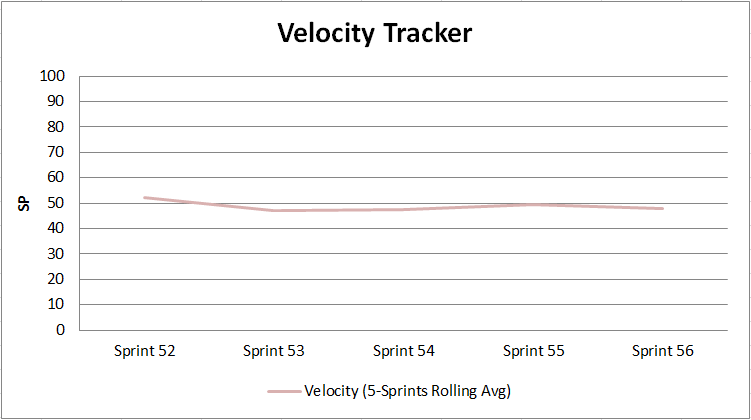 Velocity Tracker
100
90
80
70
60
50
40
30
20
10
0
SP
Sprint 52 Sprint 53 Sprint 54 Sprint 55 Sprint 56
Velocity (5-Sprints Rolling Avg)